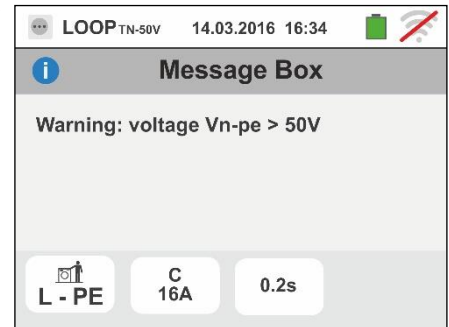 LOOP TN-50V 14.03.2016 16:34
i Message Box
Warning: voltage Vn-pe > 50V
L - PE
C
16A
0.2s